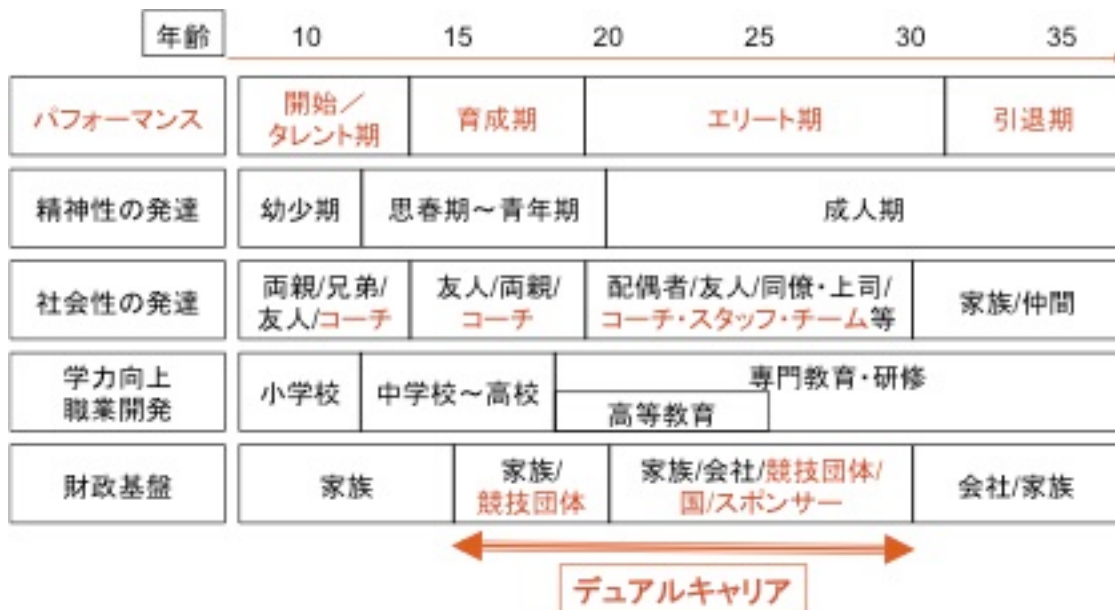 年齢 10 15 20 25 30 35
パフォーマンス
開始／
タレント期
育成期
エリート期
引退期
精神性の発達
幼少期
思春期～青年期
成人期
社会性の発達
両親/兄弟/
友人/コーチ
友人/両親/
コーチ
配偶者/友人/同僚・上司/
コーチ・スタッフ・チーム等
家族/仲間
学力向上
職業開発
小学校
中学校～高校
専門教育・研修
高等教育
財政基盤
家族
家族/
競技団体
家族/会社/競技団体/
国/スポンサー
会社/家族
デュアルキャリア